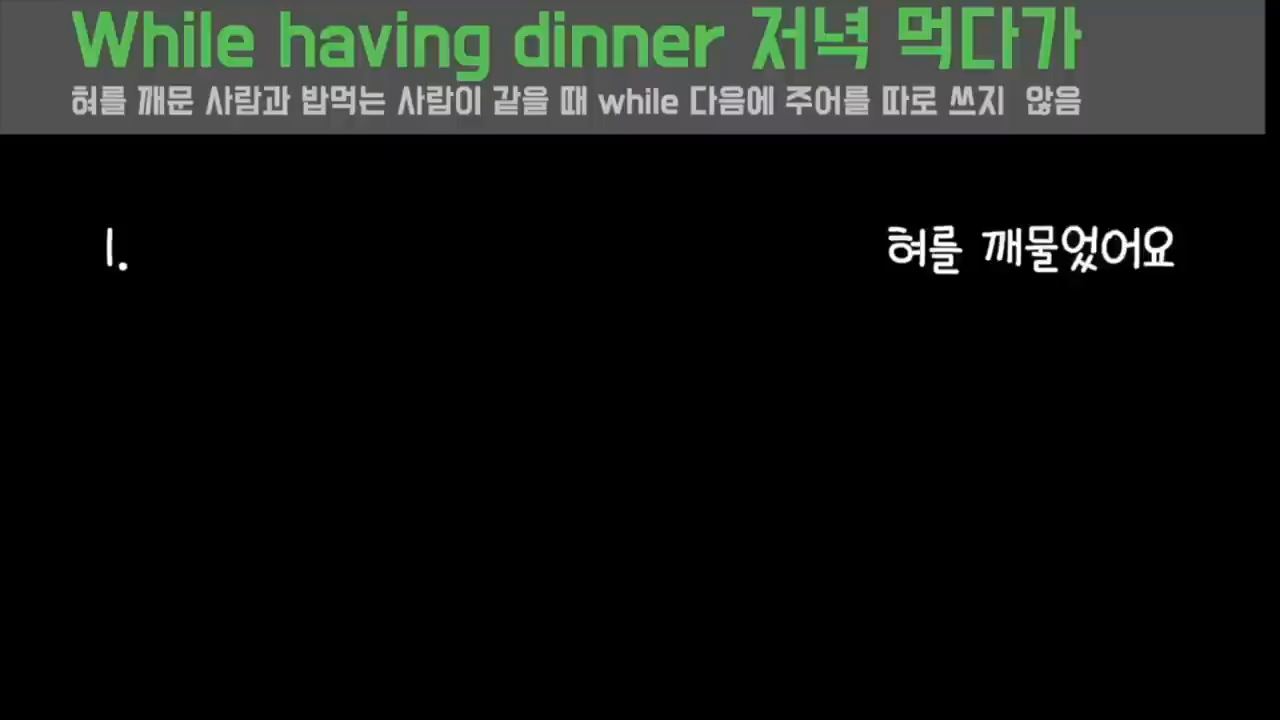 While having dinner 저녁 먹다가
혀를 깨문 사람과 밥먹는 사람이 같을 때 while 다음에 주어를 따로 쓰지 않음
1. 혀를 깨물었어요